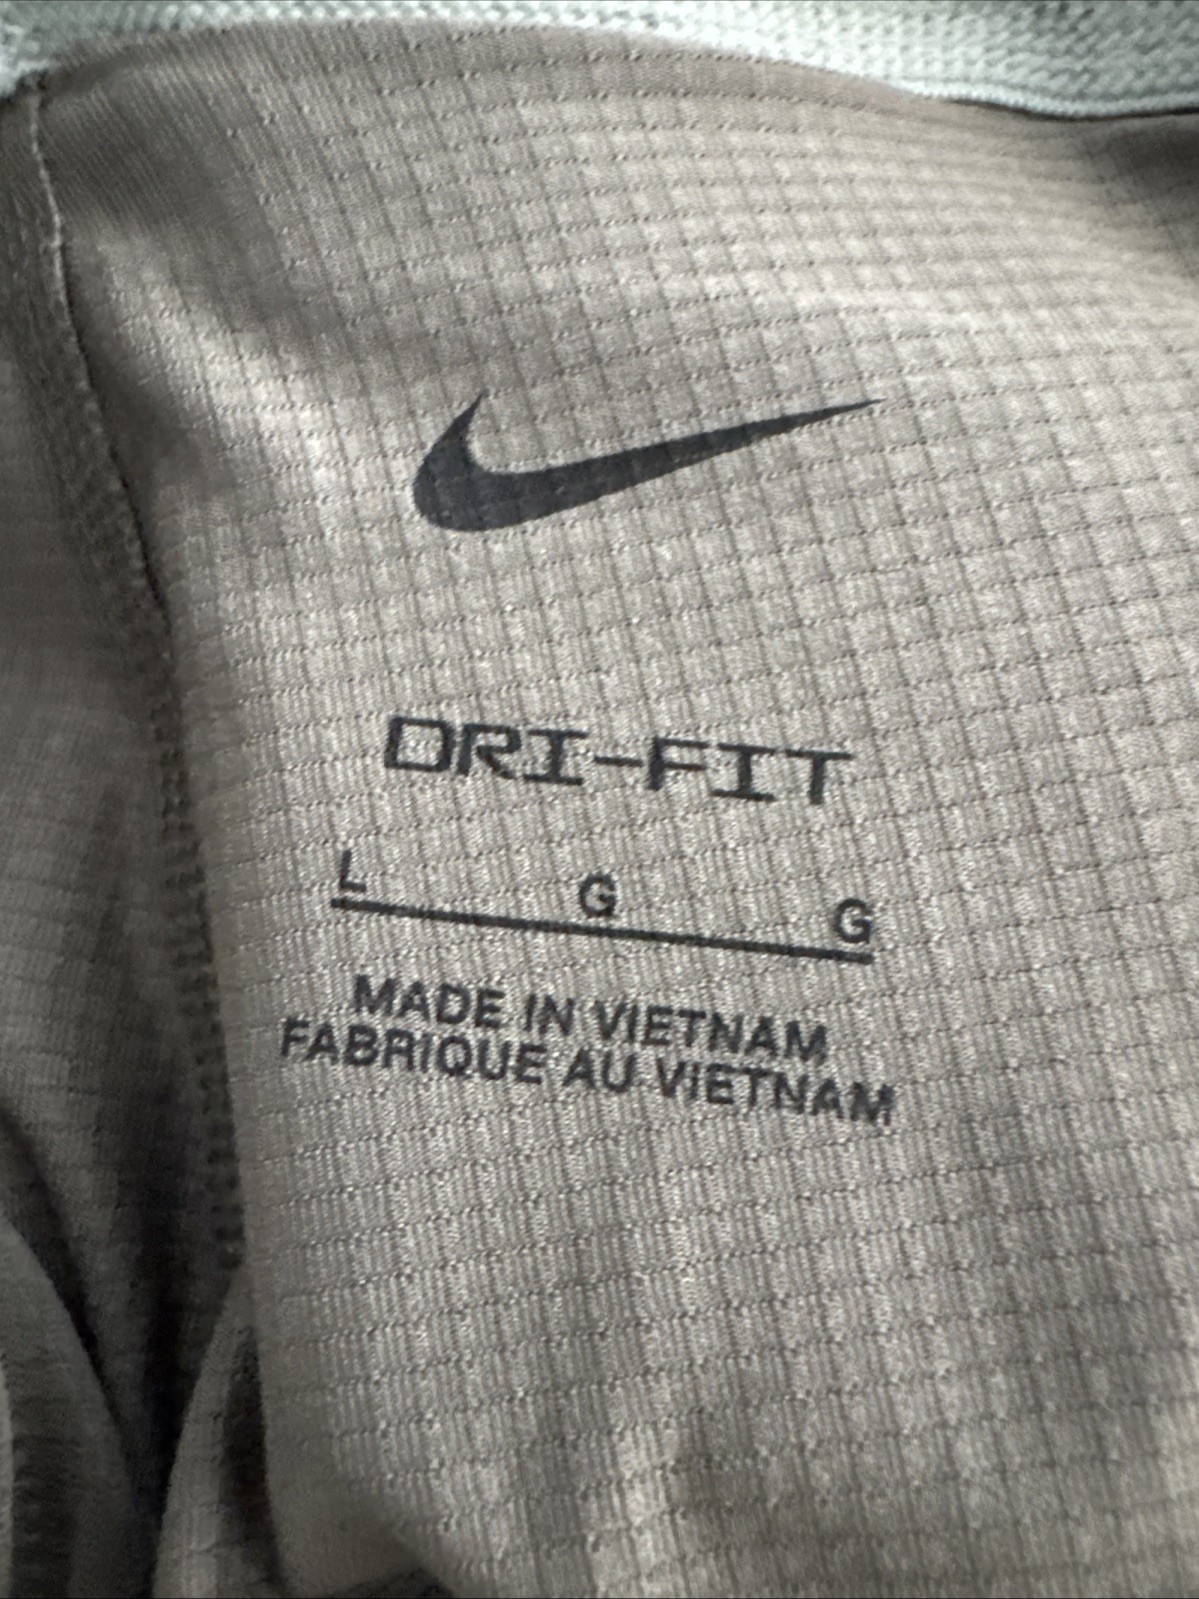 DRI-FIT
L G G
MADE IN VIETNAM
FABRIQUE AU VIETNAM